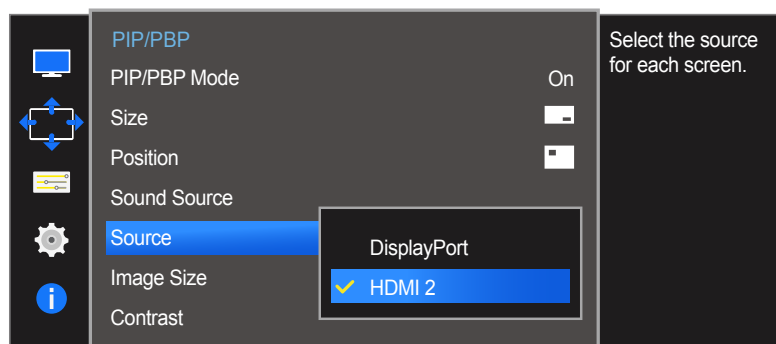 PIP/PBP
PIP/PBP Mode On
Size
Position
Sound Source
Source
Image Size
Contrast
DisplayPort
HDMI 2
Select the source
for each screen.